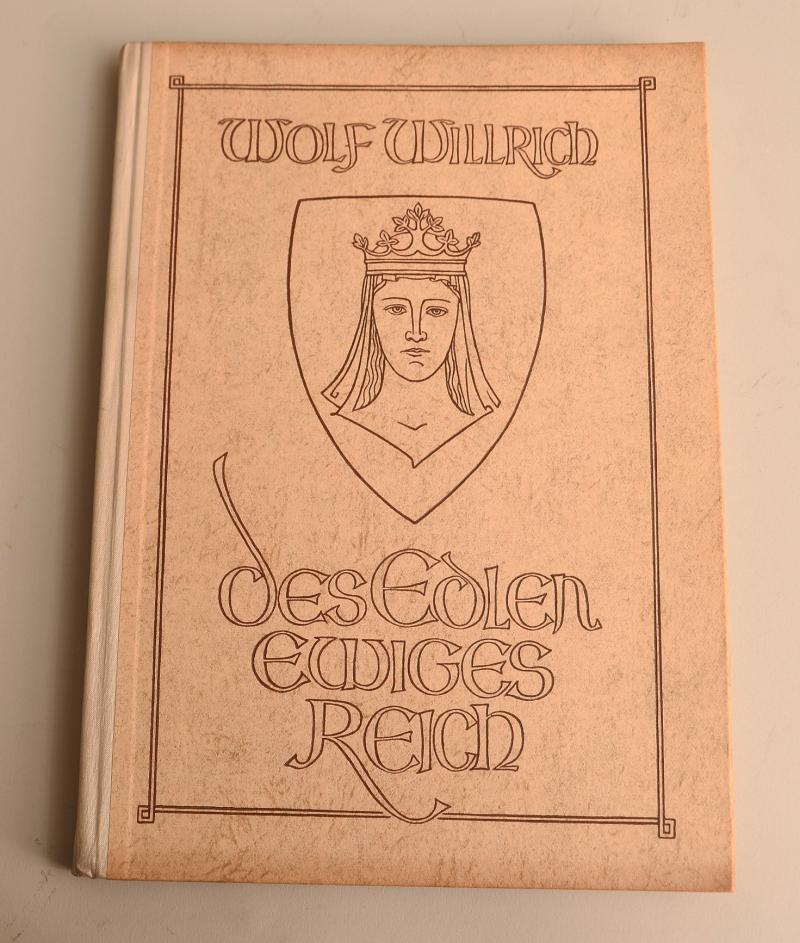 Wolf Willrich
des Edlen
ewiges
Reich